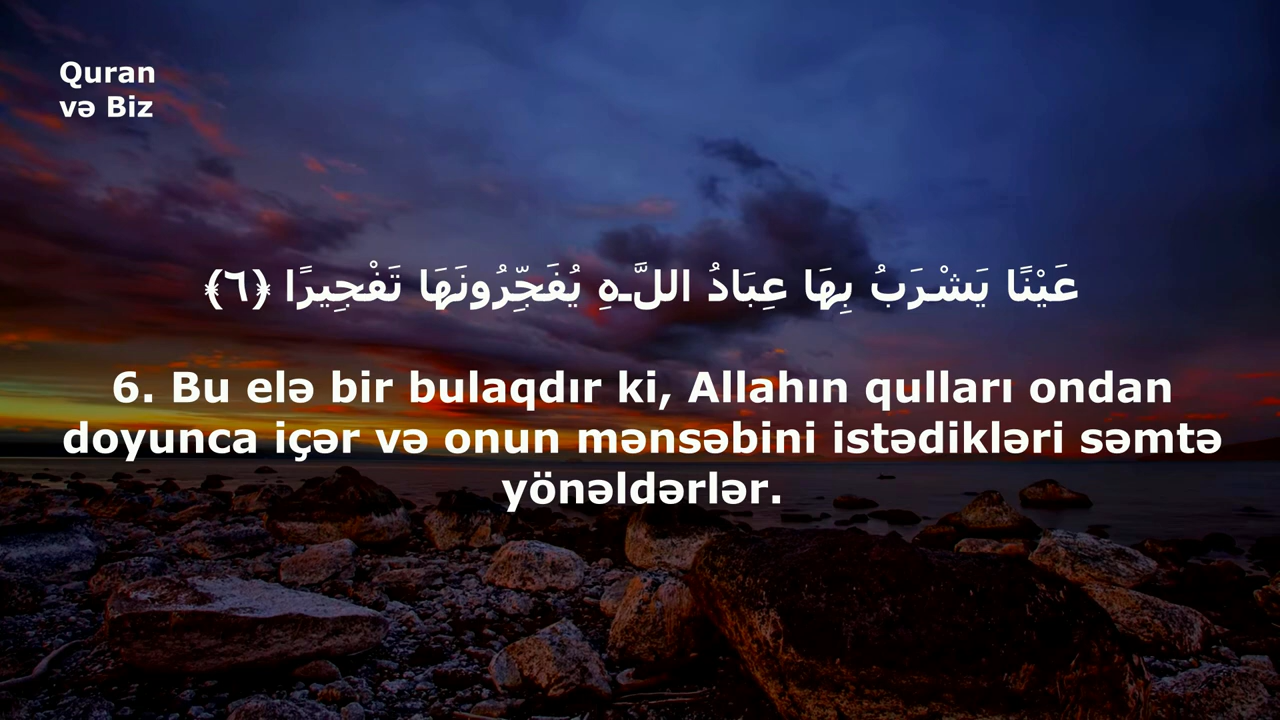 Quran
və Biz
عَيْنًا يَشْرَبُ بِهَا عِبَادُ اللَّـهِ يُفَجِّرُونَهَا تَفْجِيرًا ﴿٦﴾
6. Bu elə bir bulaqdır ki, Allahın qulları ondan
doyunca içər və onun mənsəbini istədikləri səmtə
yönəldərlər.